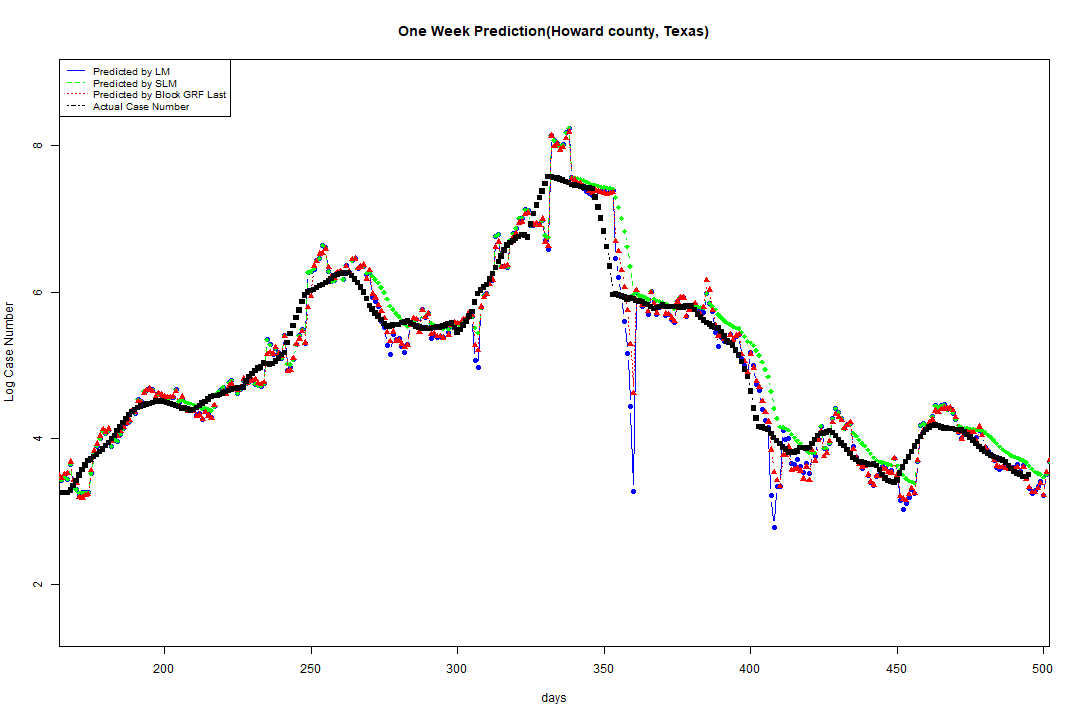 One Week Prediction(Howard county, Texas)
Predicted by LM
Predicted by SLM
Predicted by Block GRF Last
Actual Case Number
Log Case Number
8
6
4
2
200 250 300 350 400 450 500
days